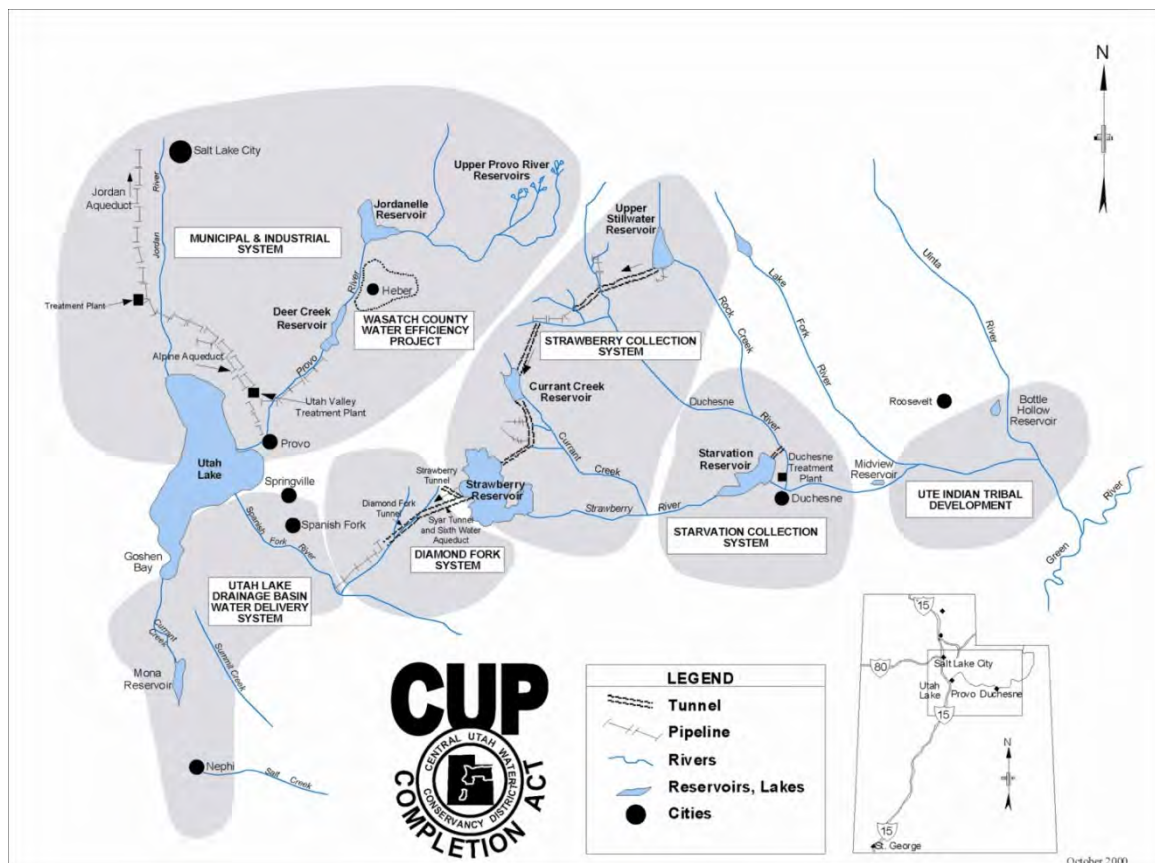 N
Salt Lake City
River
Jordan
Aqueduct
Jordan
MUNICIPAL & INDUSTRIAL
SYSTEM
Treatment Plant
Alpine Aqueduct
Upper Provo River
Reservoirs
Jordanelle
Reservoir
River
Heber
Deer Creek
Reservoir
WASATCH COUNTY
WATER EFFICIENCY
PROJECT
Provo
Utah Valley
Treatment Plant
Provo
Utah
Lake
Upper
Stillwater
Reservoir
Rock
Creek
STRAWBERRY COLLECTION
SYSTEM
Currant Creek
Reservoir
Currant
Creek
Duchesne
River
Lake
Fork
River
Uinta
River
Roosevelt
Bottle
Hollow
Reservoir
Starvation
Reservoir
Duchesne
Treatment
Plant
Midview
Reservoir
Duchesne
UTE INDIAN TRIBAL
DEVELOPMENT
Green
River
STARVATION COLLECTION
SYSTEM
Strawberry
River
Strawberry
Reservoir
Strawberry
Tunnel
Diamond Fork
Tunnel
Syar Tunnel
and Sixth Water
Aqueduct
DIAMOND FORK
SYSTEM
Springville
Spanish Fork
Spanish
Fork
River
Goshen
Bay
UTAH LAKE
DRAINAGE BASIN
WATER DELIVERY
SYSTEM
Currant
Creek
Summit Creek
Mona
Reservoir
Nephi
Salt Creek
CUP
CENTRAL UTAH WATER
CONSERVANCY DISTRICT
COMPLETION ACT
LEGEND
Tunnel
Pipeline
Rivers
Reservoirs, Lakes
Cities
15
80
Salt Lake City
Utah
Lake
Provo Duchesne
15
N
15
St. George
October 2000